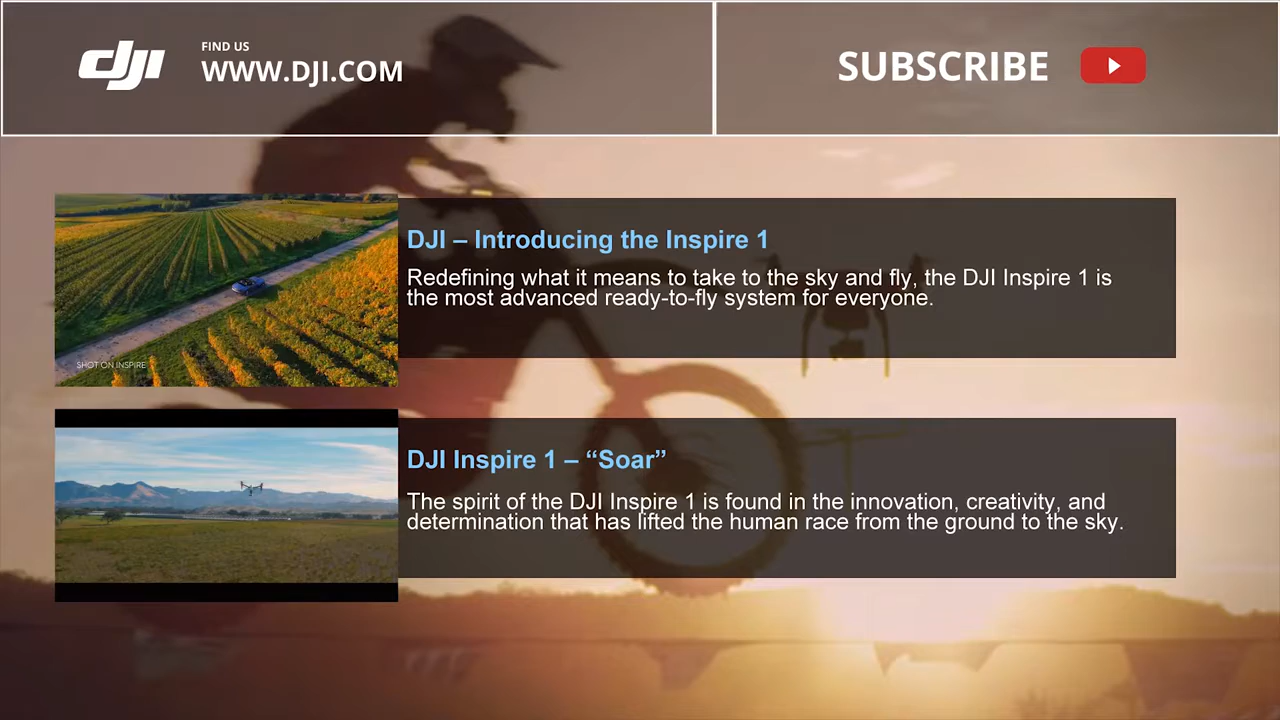 dji
FIND US
WWW.DJI.COM
SUBSCRIBE
DJI – Introducing the Inspire 1
Redefining what it means to take to the sky and fly, the DJI Inspire 1 is
the most advanced ready-to-fly system for everyone.
SHOT ON INSPIRE
DJI Inspire 1 – “Soar”
The spirit of the DJI Inspire 1 is found in the innovation, creativity, and
determination that has lifted the human race from the ground to the sky.